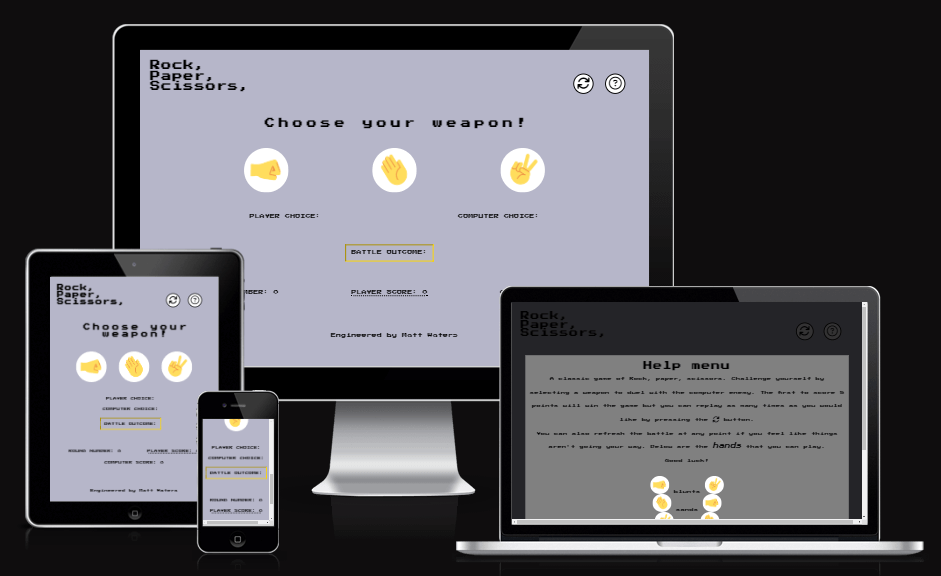 Rock,
Paper,
Scissors,
Choose your weapon!
PLAYER CHOICE:
COMPUTER CHOICE:
BATTLE OUTCOME:
MBER: 0
PLAYER SCORE: 0
Engineered by Matt Waters
Rock,
Paper,
Scissors,
Choose your
weapon!
PLAYER CHOICE:
COMPUTER CHOICE:
BATTLE OUTCOME:
ROUND NUMBER: 0
PLAYER SCORE:
COMPUTER SCORE: 0
Engineered by Matt Waters
PLAYER CHOICE:
COMPUTER CHOICE:
BATTLE OUTCOME:
ROUND NUMBER: 0
PLAYER SCORE: 0
Rock,
Paper,
Scissors,
Help menu
A classic game of Rock, paper, scissors. Challenge yourself by
selecting a weapon to duel with the computer enemy. The first to score 5
points will win the game but you can replay as many times as you would
like by pressing the button.
You can also refresh the battle at any point if you feel like things
aren't going your way. Below are the hands that you can play.
Good luck!
blunts
sands